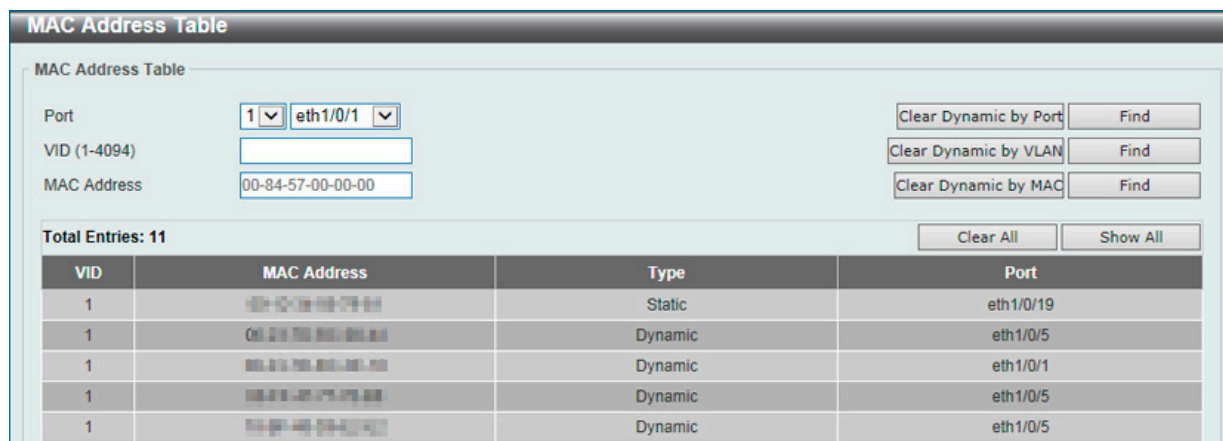 MAC Address Table
MAC Address Table
Port 1 eth1/0/1 Clear Dynamic by Port Find
VID (1-4094) Clear Dynamic by VLAN Find
MAC Address 00-84-57-00-00-00 Clear Dynamic by MAC Find
Total Entries: 11 Clear All Show All
VID MAC Address Type Port
1 Static eth1/0/19
1 Dynamic eth1/0/5
1 Dynamic eth1/0/1
1 Dynamic eth1/0/5
1 Dynamic eth1/0/5